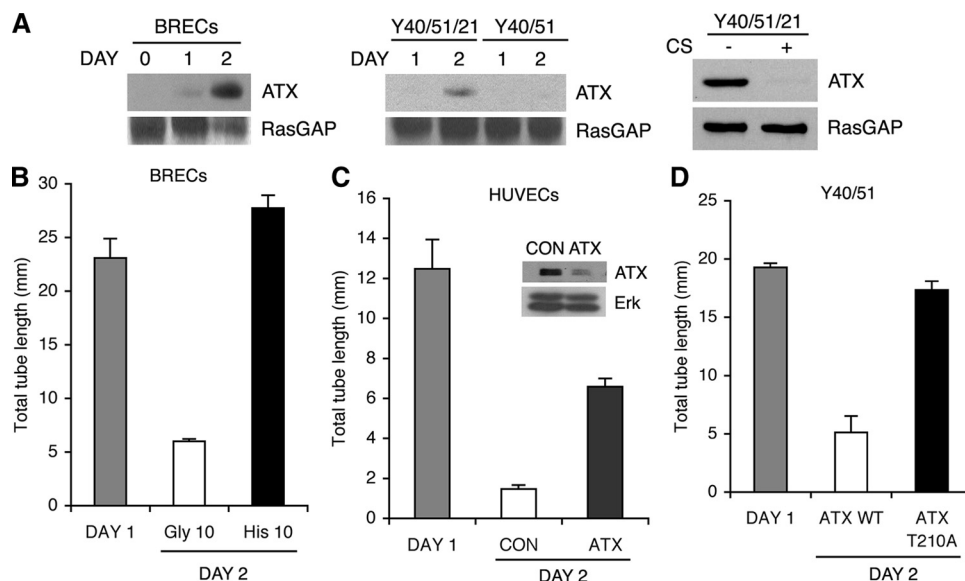 A
BRECs
DAY 0 1 2
ATX
RasGAP
Y40/51/21 Y40/51
DAY 1 2 1 2
ATX
RasGAP
Y40/51/21
CS - +
ATX
RasGAP
B
BRECs
Total tube length (mm)
30
25
20
15
10
5
0
DAY 1 Gly 10 His 10
DAY 2
C
HUVECs
Total tube length (mm)
16
14
12
10
8
6
4
2
0
CON ATX
ATX
Erk
DAY 1 CON ATX
DAY 2
D
Y40/51
Total tube length (mm)
25
20
15
10
5
0
DAY 1 ATX WT ATX
T210A
DAY 2